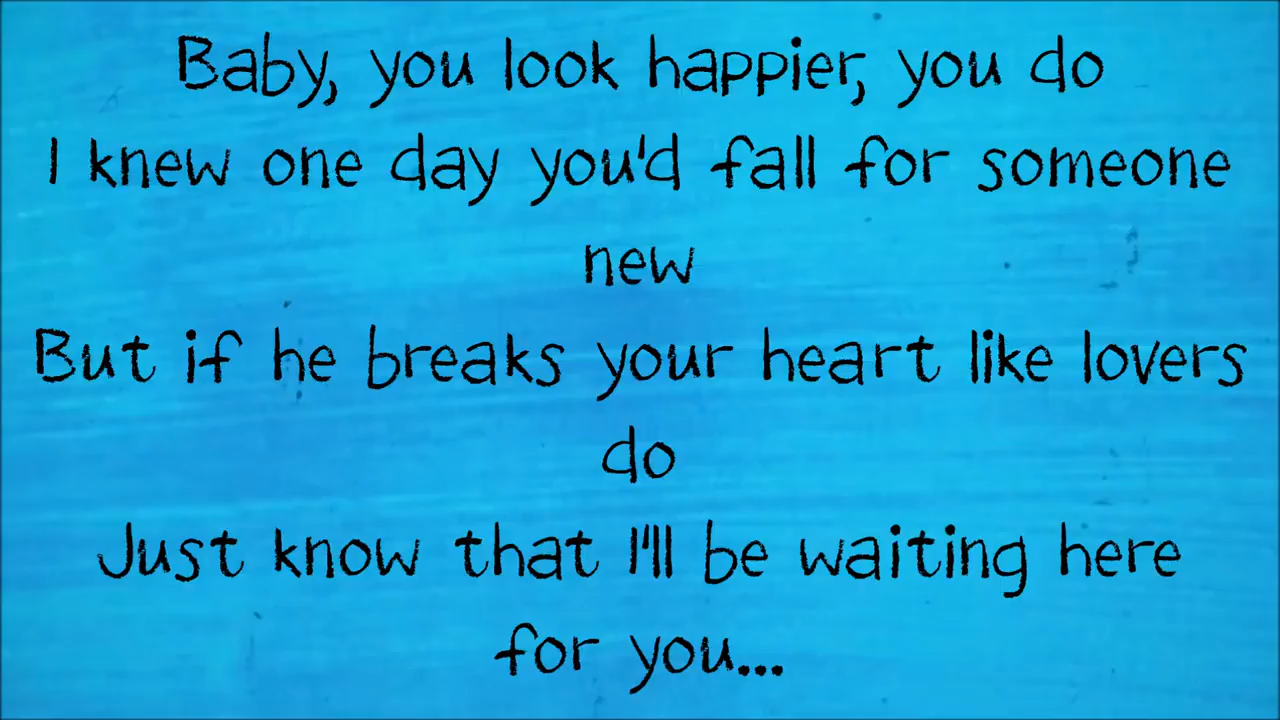 Baby, you look happier, you do
I knew one day you'd fall for someone
new
But if he breaks your heart like lovers
do
Just know that I'll be waiting here
for you...